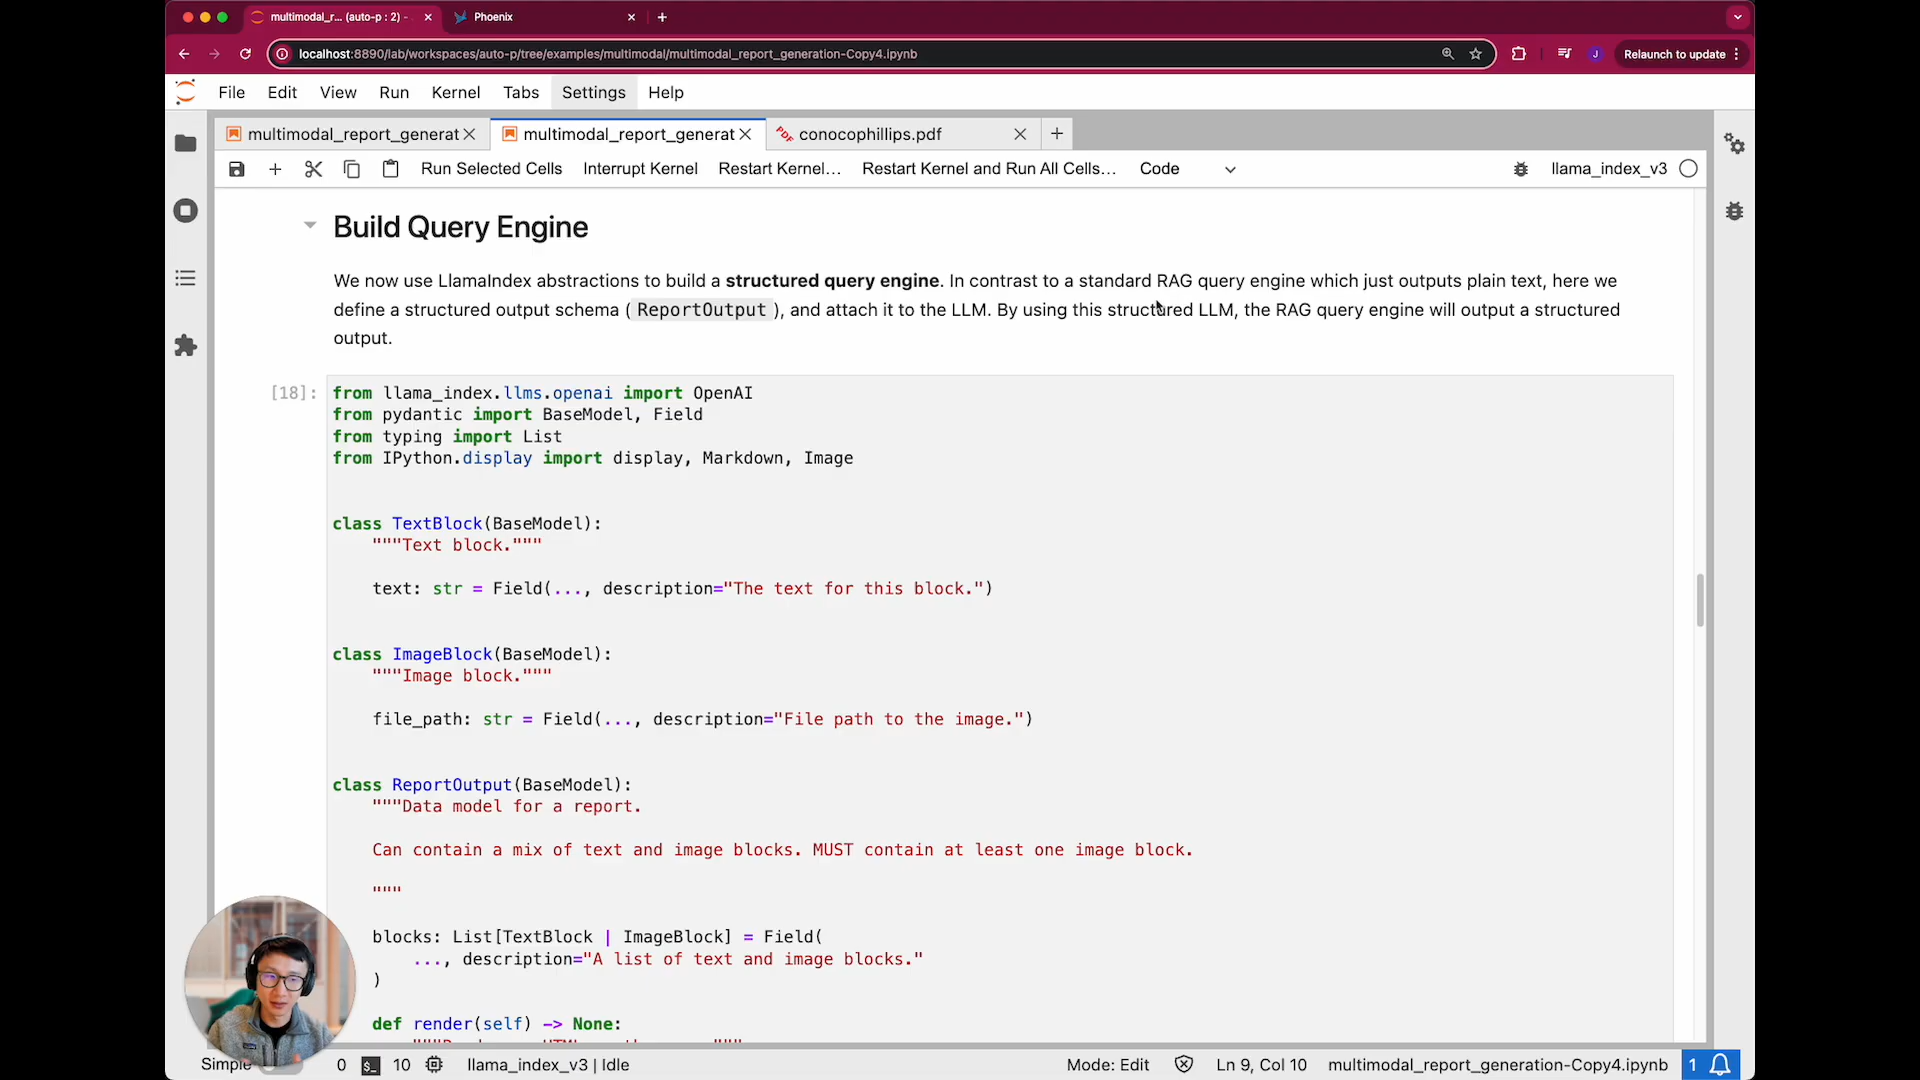 multimodal_r... (auto-p : 2) -
Phoenix
localhost:8890/lab/workspaces/auto-p/tree/examples/multimodal/multimodal_report_generation-Copy4.ipynb
J
Relaunch to update
File Edit View Run Kernel Tabs Settings Help
multimodal_report_generat
multimodal_report_generat
PDF
conocophillips.pdf
Run Selected Cells Interrupt Kernel Restart Kernel... Restart Kernel and Run All Cells... Code llama_index_v3
Build Query Engine
We now use LlamaIndex abstractions to build a structured query engine. In contrast to a standard RAG query engine which just outputs plain text, here we
define a structured output schema ( ReportOutput ), and attach it to the LLM. By using this structured LLM, the RAG query engine will output a structured
output.
[18]: from llama_index.llms.openai import OpenAI
from pydantic import BaseModel, Field
from typing import List
from IPython.display import display, Markdown, Image
class TextBlock(BaseModel):
"""Text block."""
text: str = Field(..., description="The text for this block.")
class ImageBlock(BaseModel):
"""Image block."""
file_path: str = Field(..., description="File path to the image.")
class ReportOutput(BaseModel):
"""Data model for a report.
Can contain a mix of text and image blocks. MUST contain at least one image block.
"""
blocks: List[TextBlock | ImageBlock] = Field(
..., description="A list of text and image blocks."
)
def render(self) -> None:
Simple 0 $_ 10 llama_index_v3 | Idle Mode: Edit Ln 9, Col 10 multimodal_report_generation-Copy4.ipynb 1